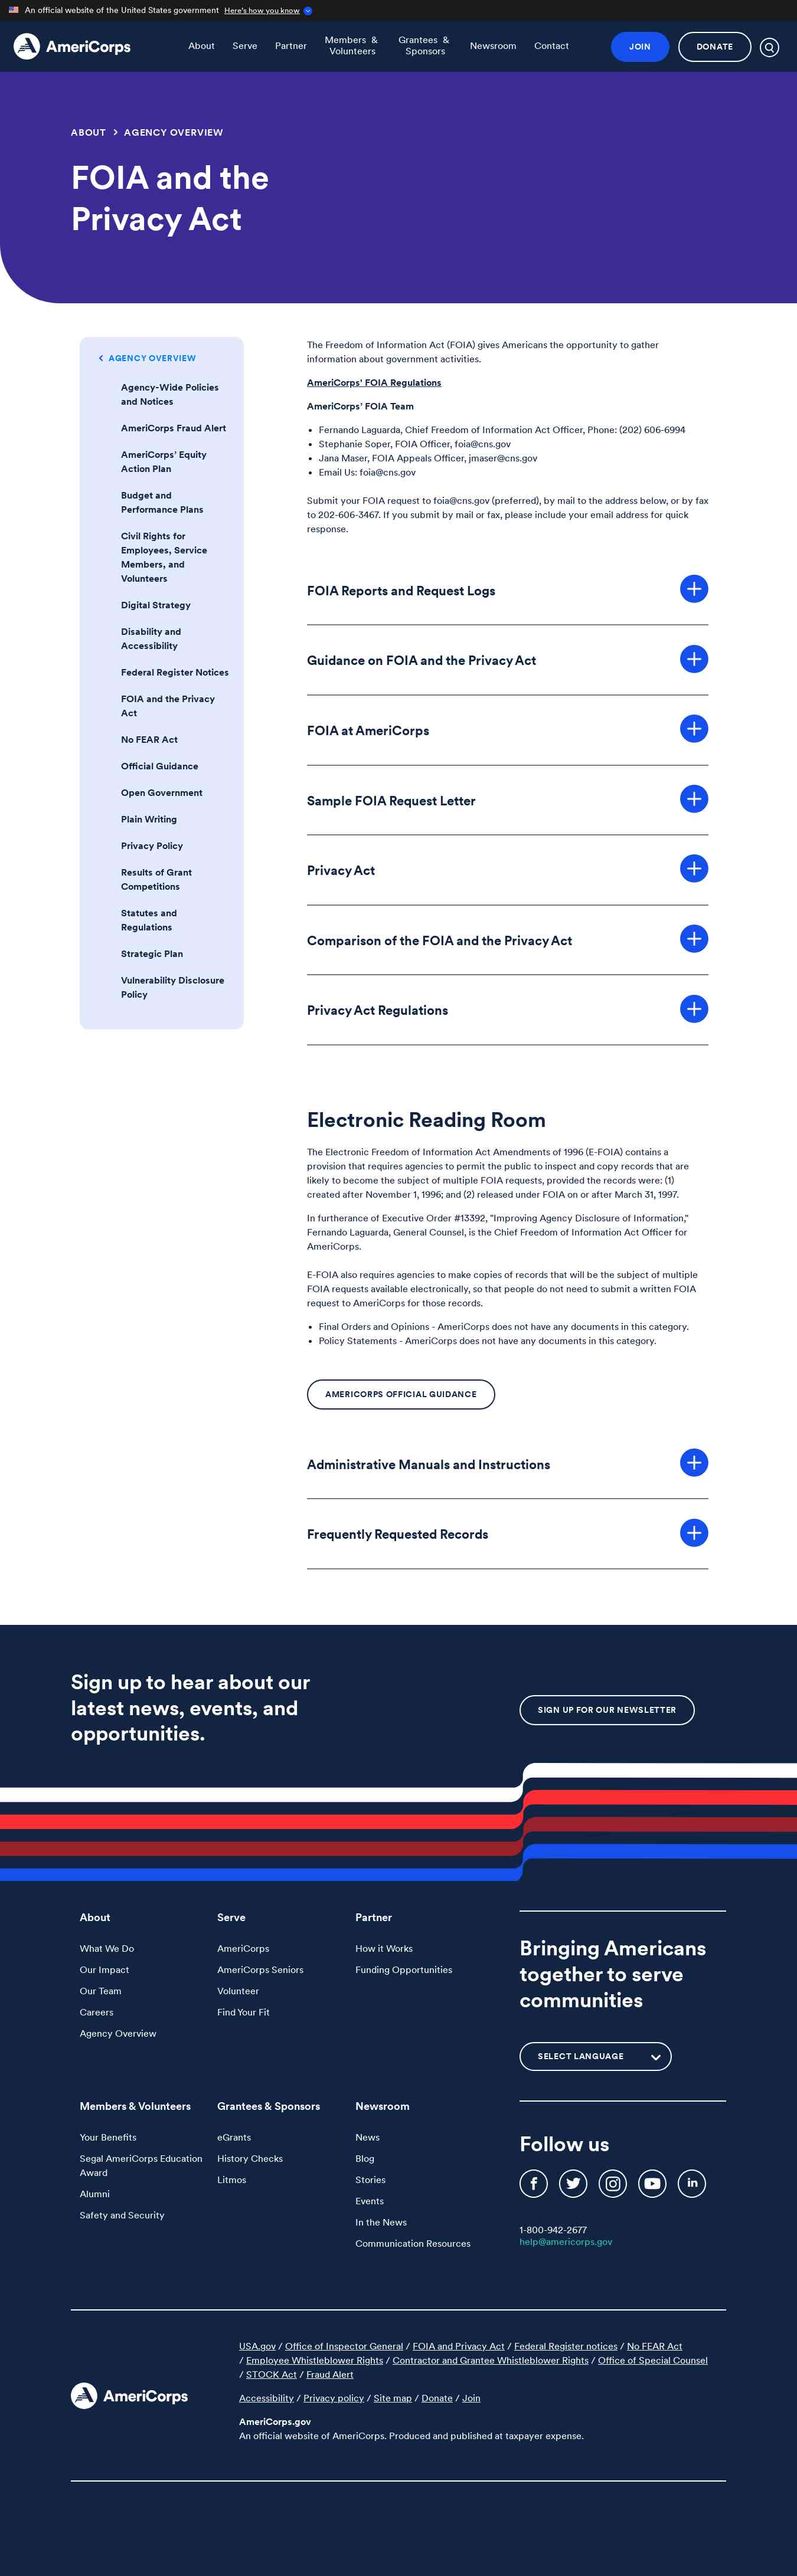 An official website of the United States government Here's how you know
AmeriCorps
About
Serve
Partner
Members &
Volunteers
Grantees &
Sponsors
Newsroom
Contact
JOIN
DONATE
ABOUT > AGENCY OVERVIEW
FOIA and the
Privacy Act
AGENCY OVERVIEW
Agency-Wide Policies
and Notices
AmeriCorps Fraud Alert
AmeriCorps’ Equity
Action Plan
Budget and
Performance Plans
Civil Rights for
Employees, Service
Members, and
Volunteers
Digital Strategy
Disability and
Accessibility
Federal Register Notices
FOIA and the Privacy
Act
No FEAR Act
Official Guidance
Open Government
Plain Writing
Privacy Policy
Results of Grant
Competitions
Statutes and
Regulations
Strategic Plan
Vulnerability Disclosure
Policy
The Freedom of Information Act (FOIA) gives Americans the opportunity to gather
information about government activities.
AmeriCorps' FOIA Regulations
AmeriCorps’ FOIA Team
• Fernando Laguarda, Chief Freedom of Information Act Officer, Phone: (202) 606-6994
• Stephanie Soper, FOIA Officer, foia@cns.gov
• Jana Maser, FOIA Appeals Officer, jmaser@cns.gov
• Email Us: foia@cns.gov
Submit your FOIA request to foia@cns.gov (preferred), by mail to the address below, or by fax
to 202-606-3467. If you submit by mail or fax, please include your email address for quick
response.
FOIA Reports and Request Logs
Guidance on FOIA and the Privacy Act
FOIA at AmeriCorps
Sample FOIA Request Letter
Privacy Act
Comparison of the FOIA and the Privacy Act
Privacy Act Regulations
Electronic Reading Room
The Electronic Freedom of Information Act Amendments of 1996 (E-FOIA) contains a
provision that requires agencies to permit the public to inspect and copy records that are
likely to become the subject of multiple FOIA requests, provided the records were: (1)
created after November 1, 1996; and (2) released under FOIA on or after March 31, 1997.
In furtherance of Executive Order #13392, "Improving Agency Disclosure of Information,"
Fernando Laguarda, General Counsel, is the Chief Freedom of Information Act Officer for
AmeriCorps.
E-FOIA also requires agencies to make copies of records that will be the subject of multiple
FOIA requests available electronically, so that people do not need to submit a written FOIA
request to AmeriCorps for those records.
• Final Orders and Opinions - AmeriCorps does not have any documents in this category.
• Policy Statements - AmeriCorps does not have any documents in this category.
AMERICORPS OFFICIAL GUIDANCE
Administrative Manuals and Instructions
Frequently Requested Records
Sign up to hear about our
latest news, events, and
opportunities.
SIGN UP FOR OUR NEWSLETTER
About
What We Do
Our Impact
Our Team
Careers
Agency Overview
Serve
AmeriCorps
AmeriCorps Seniors
Volunteer
Find Your Fit
Partner
How it Works
Funding Opportunities
Members & Volunteers
Your Benefits
Segal AmeriCorps Education
Award
Alumni
Safety and Security
Grantees & Sponsors
eGrants
History Checks
Litmos
Newsroom
News
Blog
Stories
Events
In the News
Communication Resources
Bringing Americans
together to serve
communities
SELECT LANGUAGE
Follow us
1-800-942-2677
help@americorps.gov
AmeriCorps
USA.gov / Office of Inspector General / FOIA and Privacy Act / Federal Register notices / No FEAR Act
/ Employee Whistleblower Rights / Contractor and Grantee Whistleblower Rights / Office of Special Counsel
/ STOCK Act / Fraud Alert
Accessibility / Privacy policy / Site map / Donate / Join
AmeriCorps.gov
An official website of AmeriCorps. Produced and published at taxpayer expense.